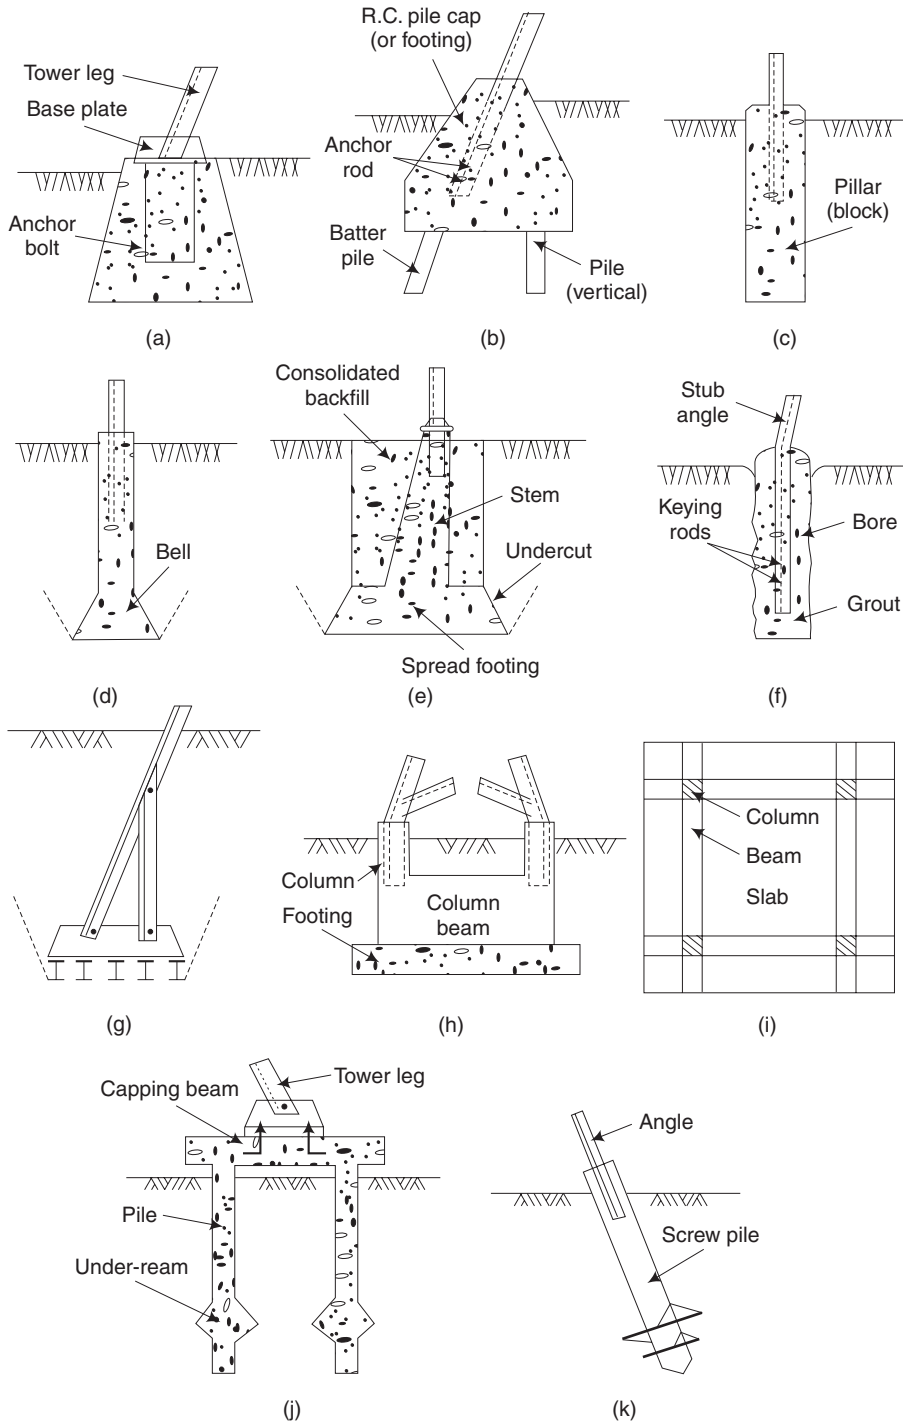 Tower leg
Base plate
Anchor
bolt
(a)
R.C. pile cap
(or footing)
Anchor
rod
Batter
pile
Pile
(vertical)
(b)
Pillar
(block)
(c)
Bell
(d)
Consolidated
backfill
Stem
Undercut
Spread footing
(e)
Stub
angle
Keying
rods
Bore
Grout
(f)
(g)
Column
Footing
Column
beam
(h)
Column
Beam
Slab
(i)
Tower leg
Capping beam
Pile
Under-ream
(j)
Angle
Screw pile
(k)